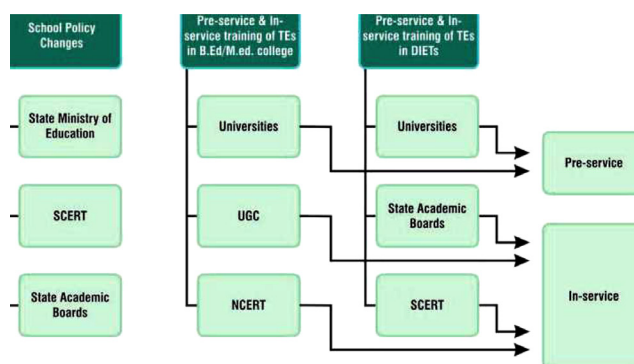 School Policy
Changes
Pre-service & In-
service training of TEs
in B.Ed/M.ed. college
Pre-service & In-
service training of TEs
in DIETs
State Ministry of
Education
Universities
Universities
Pre-service
SCERT
UGC
State Academic
Boards
In-service
State Academic
Boards
NCERT
SCERT